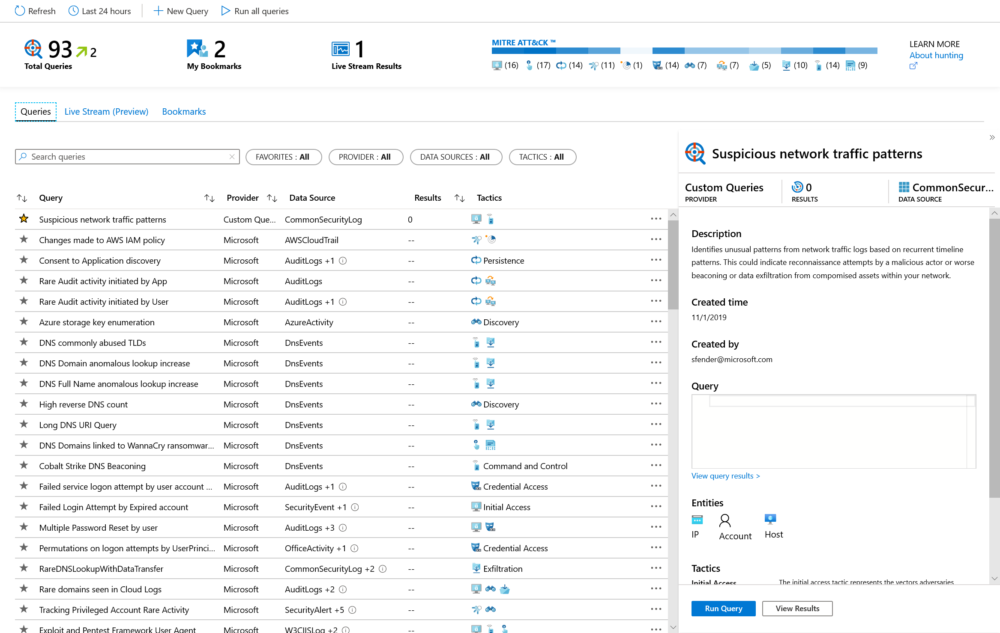 Refresh Last 24 hours New Query Run all queries
93 2
Total Queries
2
My Bookmarks
1
Live Stream Results
MITRE ATT&CK ™
(16) (17) (14) (11) (1) (14) (7) (7) (5) (10) (14) (9)
LEARN MORE
About hunting
Queries Live Stream (Preview) Bookmarks
Search queries FAVORITES : All PROVIDER : All DATA SOURCES : All TACTICS : All
Query Provider Data Source Results Tactics
Suspicious network traffic patterns Custom Que... CommonSecurityLog 0
Changes made to AWS IAM policy Microsoft AWSCloudTrail --
Consent to Application discovery Microsoft AuditLogs +1 -- Persistence
Rare Audit activity initiated by App Microsoft AuditLogs --
Rare Audit activity initiated by User Microsoft AuditLogs +1 --
Azure storage key enumeration Microsoft AzureActivity -- Discovery
DNS commonly abused TLDs Microsoft DnsEvents --
DNS Domain anomalous lookup increase Microsoft DnsEvents --
DNS Full Name anomalous lookup increase Microsoft DnsEvents --
High reverse DNS count Microsoft DnsEvents -- Discovery
Long DNS URI Query Microsoft DnsEvents --
DNS Domains linked to WannaCry ransomwar... Microsoft DnsEvents --
Cobalt Strike DNS Beaconing Microsoft DnsEvents -- Command and Control
Failed service logon attempt by user account ... Microsoft AuditLogs +1 -- Credential Access
Failed Login Attempt by Expired account Microsoft SecurityEvent +1 -- Initial Access
Multiple Password Reset by user Microsoft AuditLogs +3 --
Permutations on logon attempts by UserPrinci... Microsoft OfficeActivity +1 -- Credential Access
RareDNSLookupWithDataTransfer Microsoft CommonSecurityLog +2 -- Exfiltration
Rare domains seen in Cloud Logs Microsoft AuditLogs +2 --
Tracking Privileged Account Rare Activity Microsoft SecurityAlert +5 --
Exploit and Pentest Framework User Agent Microsoft W3CIISLog +2 --
Suspicious network traffic patterns
Custom Queries 0 CommonSecur...
PROVIDER RESULTS DATA SOURCE
Description
Identifies unusual patterns from network traffic logs based on recurrent timeline
patterns. This could indicate reconnaissance attempts by a malicious actor or worse
beaconing or data exfiltration from compomised assets within your network.
Created time
11/1/2019
Created by
sfender@microsoft.com
Query
View query results >
Entities
IP Account Host
Tactics
Initial Access The initial access tactic represents the vectors adversaries
Run Query View Results